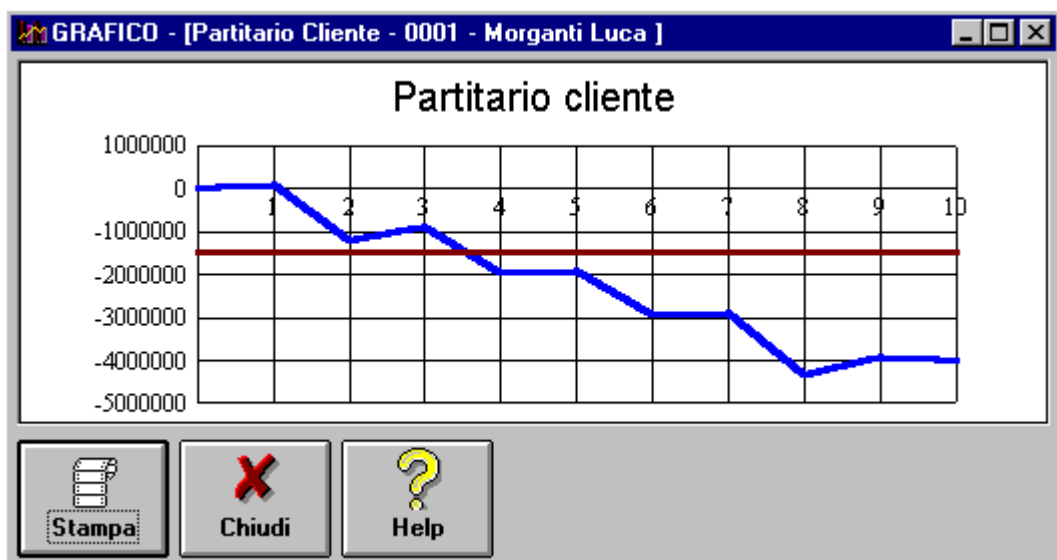 GRAFICO - [Partitario Cliente - 0001 - Morganti Luca ]
Partitario cliente
1000000
0
1 2 3 4 5 6 7 8 9 10
-1000000
-2000000
-3000000
-4000000
-5000000
Stampa Chiudi Help